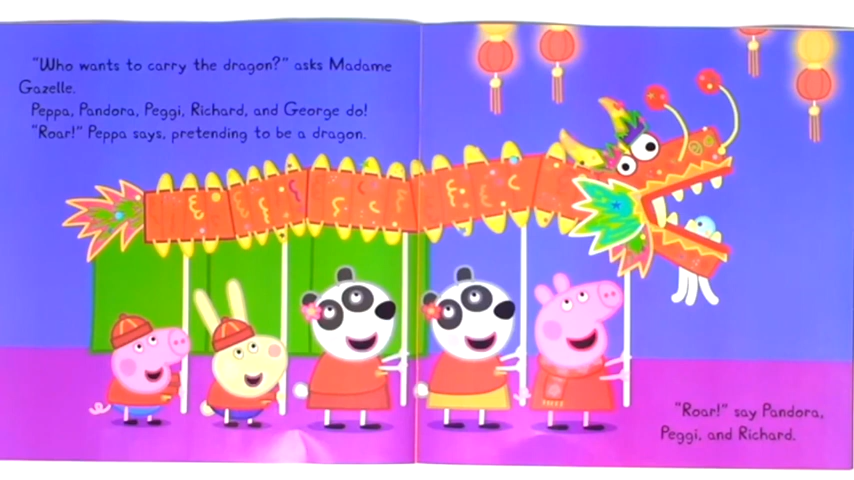 "Who wants to carry the dragon?" asks Madame
Gazelle.
Peppa, Pandora, Peggi, Richard, and George do!
"Roar!" Peppa says, pretending to be a dragon.
"Roar!" say Pandora,
Peggi, and Richard.